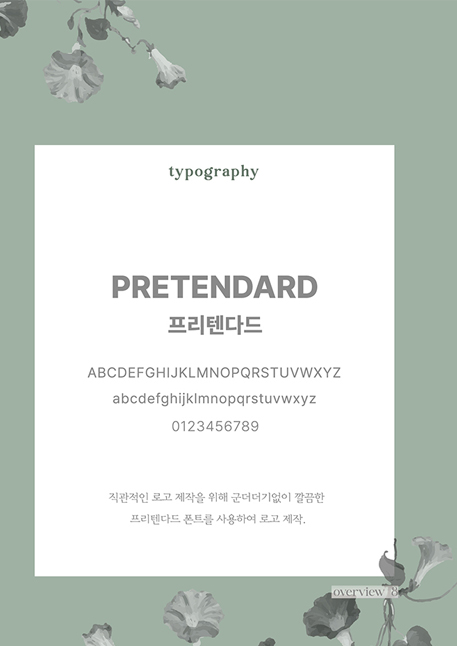 typography
PRETENDARD
프리텐다드
ABCDEFGHIJKLMNOPQRSTUVWXYZ
abcdefghijklmnopqrstuvwxyz
0123456789
직관적인 로고 제작을 위해 군더더기없이 깔끔한
프리텐다드 폰트를 사용하여 로고 제작.
overview 8